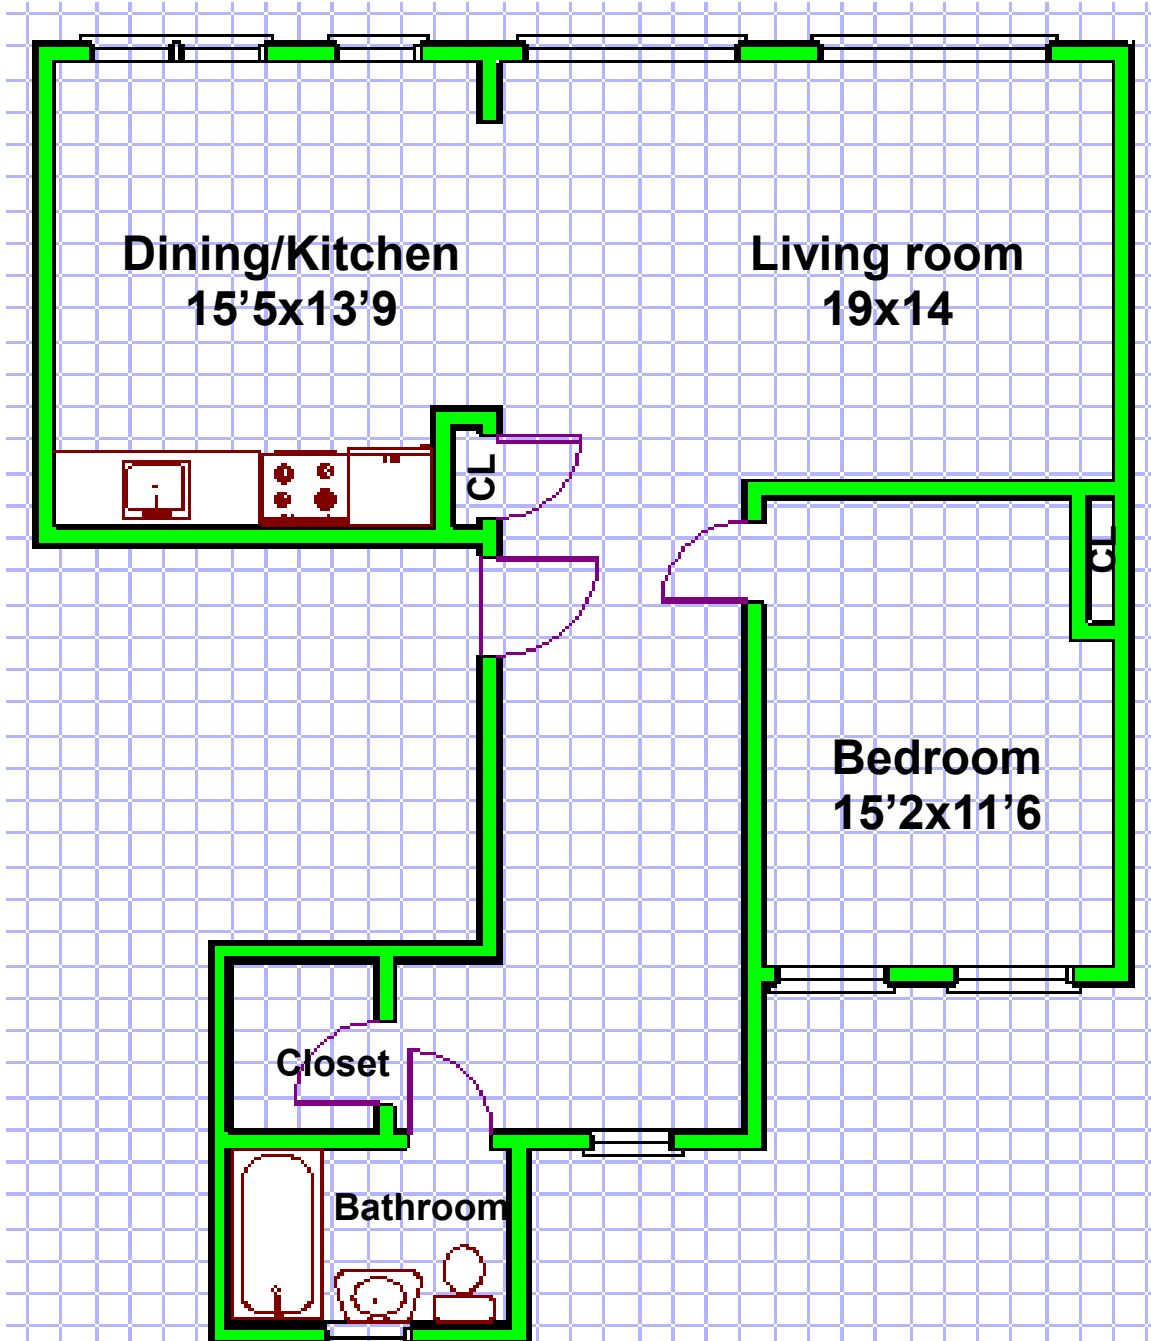 Dining/Kitchen
15’5x13’9
Living room
19x14
CL
CL
Bedroom
15’2x11’6
Closet
Bathroom